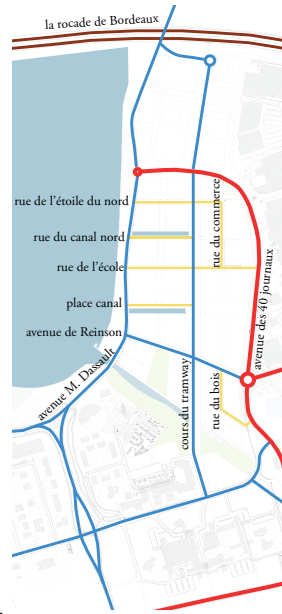 la rocade de Bordeaux
rue de l'étoile du nord
rue du commerce
rue du canal nord
rue de l'école
avenue des 40 journaux
place canal
avenue de Reinson
avenue M. Dassault
cours du tramway
rue du bois